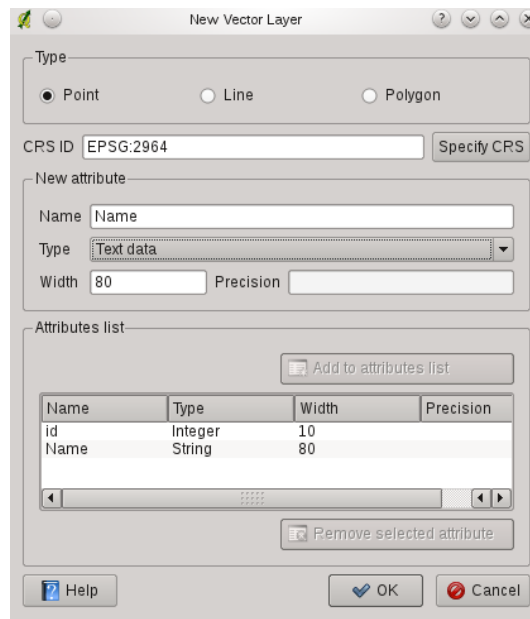 New Vector Layer
Type
Point Line Polygon
CRS ID EPSG:2964 Specify CRS
New attribute
Name Name
Type Text data
Width 80 Precision
Attributes list
Add to attributes list
Name Type Width Precision
id Integer 10
Name String 80
Remove selected attribute
Help OK Cancel